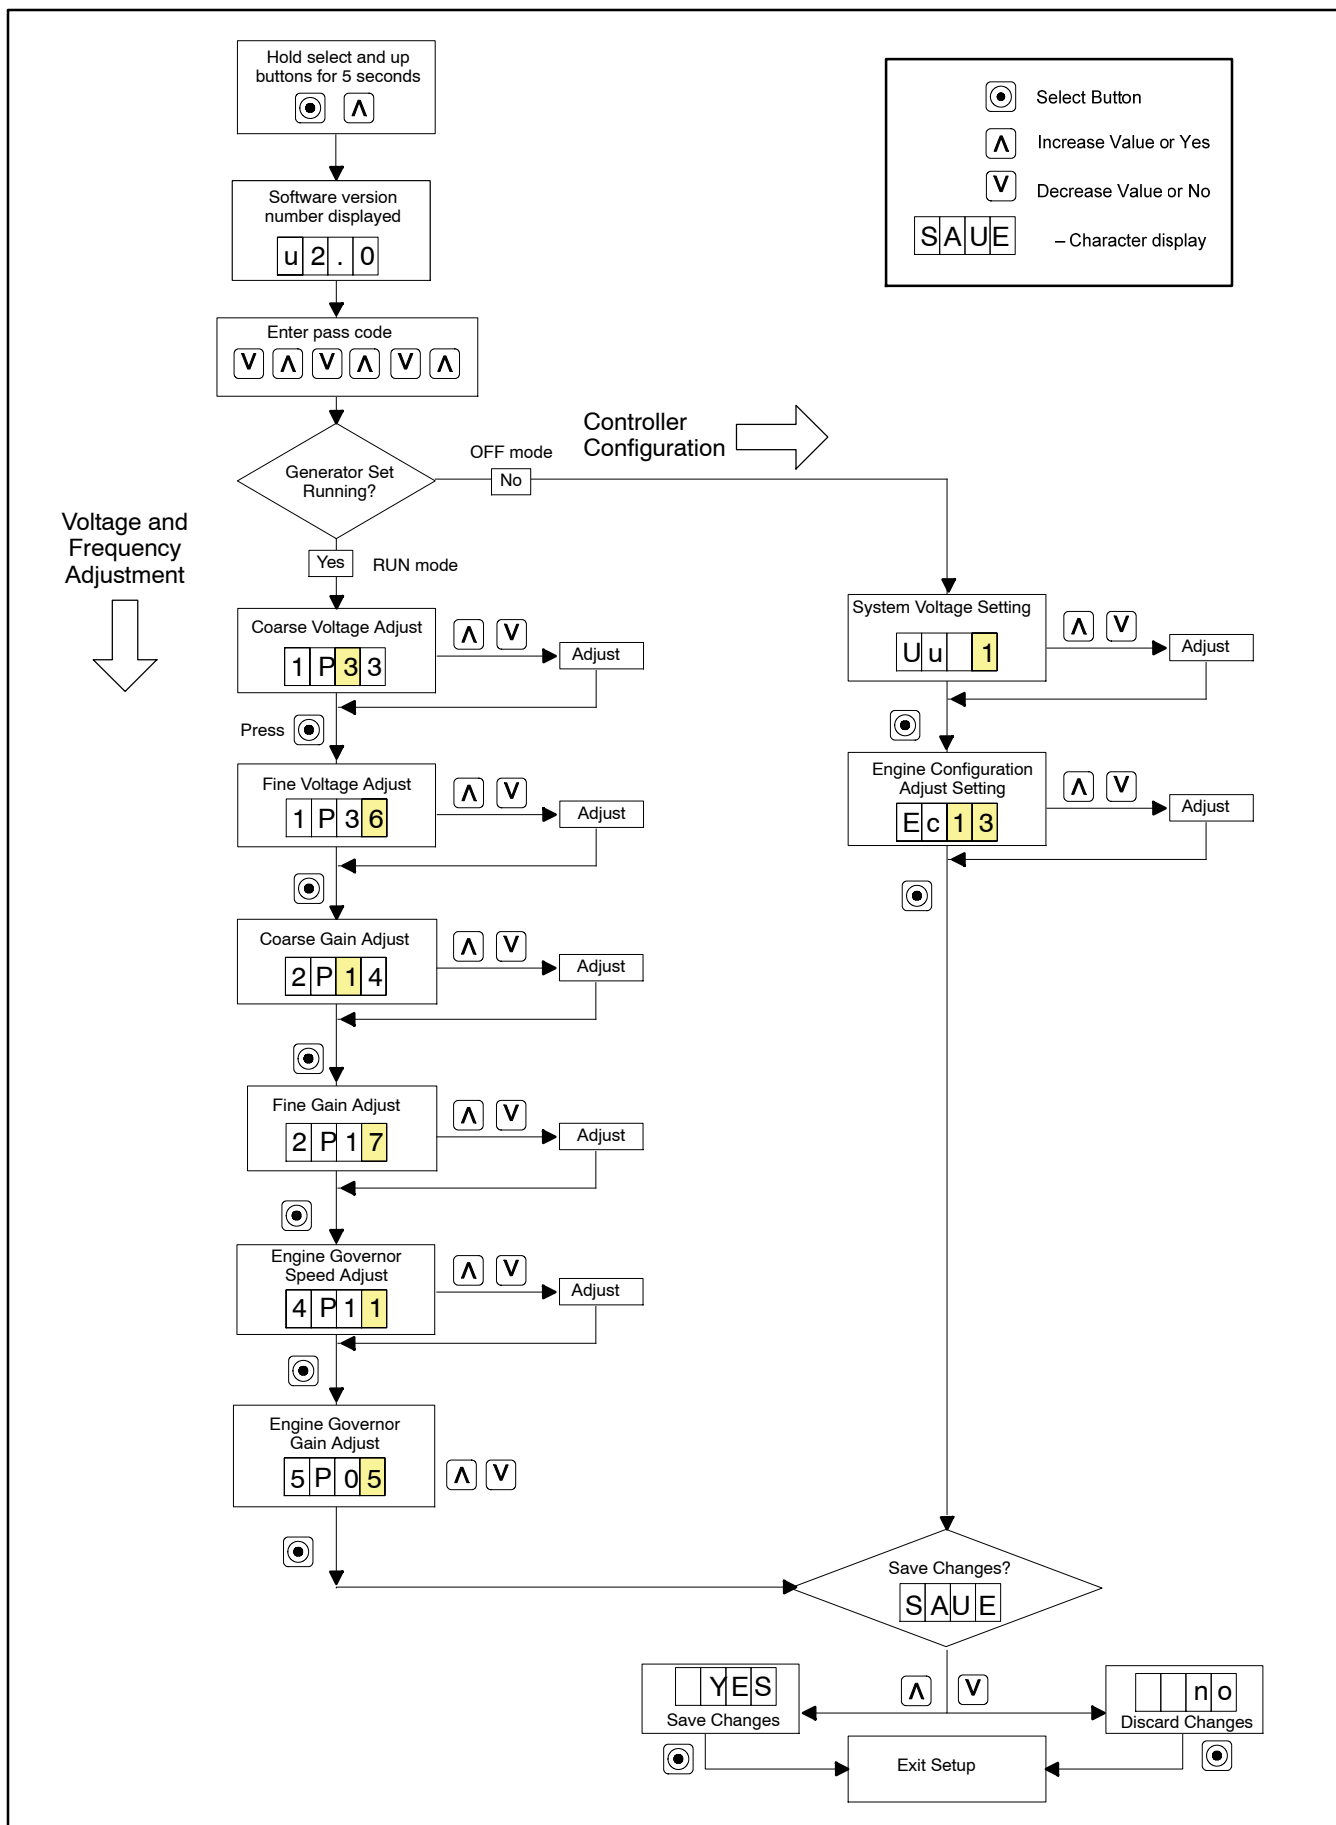 Hold select and up
buttons for 5 seconds
Λ
Software version
number displayed
u2.0
Enter pass code
V Λ V Λ V Λ
Generator Set
Running?
OFF mode
No
Yes
RUN mode
Controller
Configuration
Voltage and
Frequency
Adjustment
Select Button
Λ Increase Value or Yes
V Decrease Value or No
SAUE – Character display
Coarse Voltage Adjust
1P33
Λ V
Adjust
Press
Fine Voltage Adjust
1P36
Λ V
Adjust
Coarse Gain Adjust
2P14
Λ V
Adjust
Fine Gain Adjust
2P17
Λ V
Adjust
Engine Governor
Speed Adjust
4P11
Λ V
Adjust
Engine Governor
Gain Adjust
5P05
Λ V
System Voltage Setting
Uu 1
Λ V
Adjust
Engine Configuration
Adjust Setting
Ec13
Λ V
Adjust
Save Changes?
SAUE
Λ V
YES
Save Changes
no
Discard Changes
Exit Setup